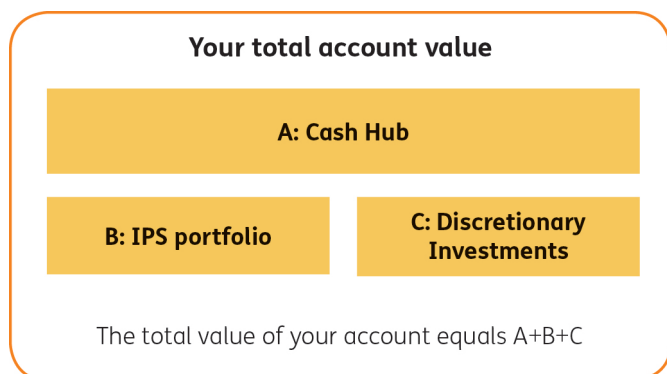 Your total account value
A: Cash Hub
B: IPS portfolio
C: Discretionary
Investments
The total value of your account equals A+B+C